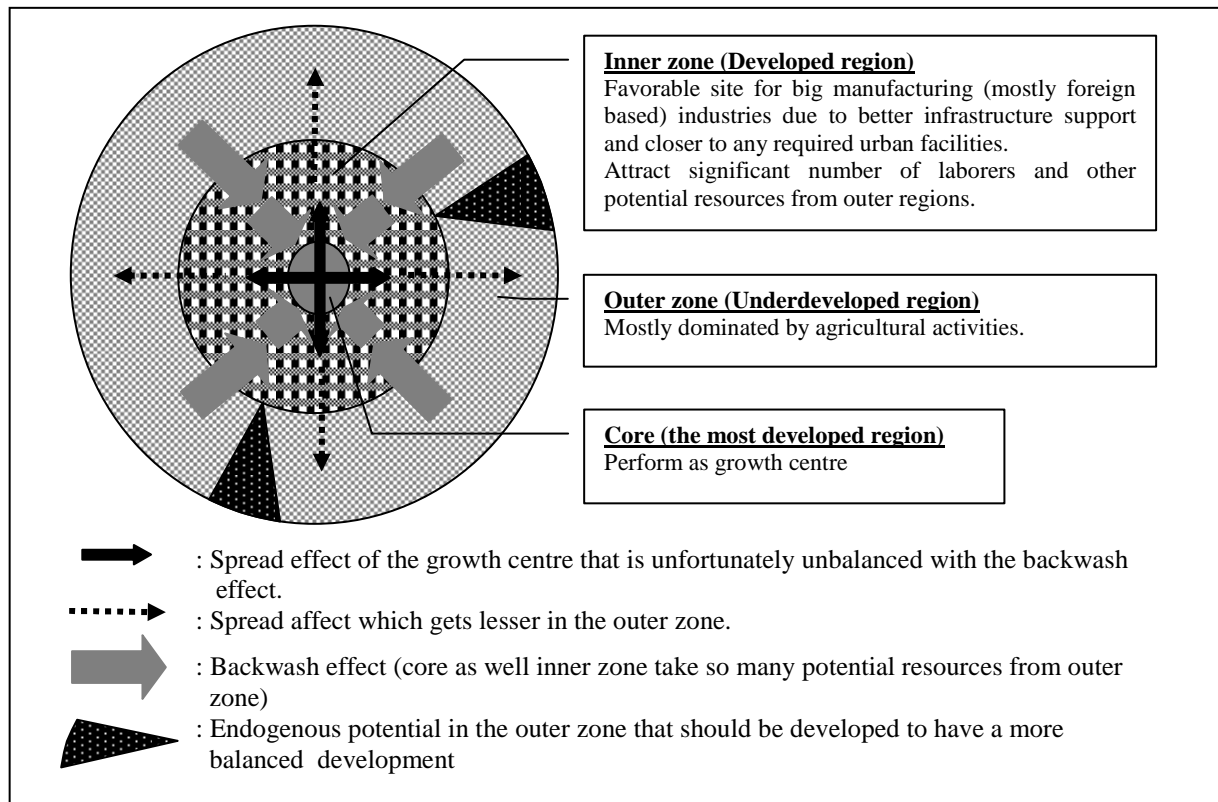 Inner zone (Developed region)
Favorable site for big manufacturing (mostly foreign
based) industries due to better infrastructure support
and closer to any required urban facilities.
Attract significant number of laborers and other
potential resources from outer regions.
Outer zone (Underdeveloped region)
Mostly dominated by agricultural activities.
Core (the most developed region)
Perform as growth centre
: Spread effect of the growth centre that is unfortunately unbalanced with the backwash
effect.
: Spread affect which gets lesser in the outer zone.
: Backwash effect (core as well inner zone take so many potential resources from outer
zone)
: Endogenous potential in the outer zone that should be developed to have a more
balanced development